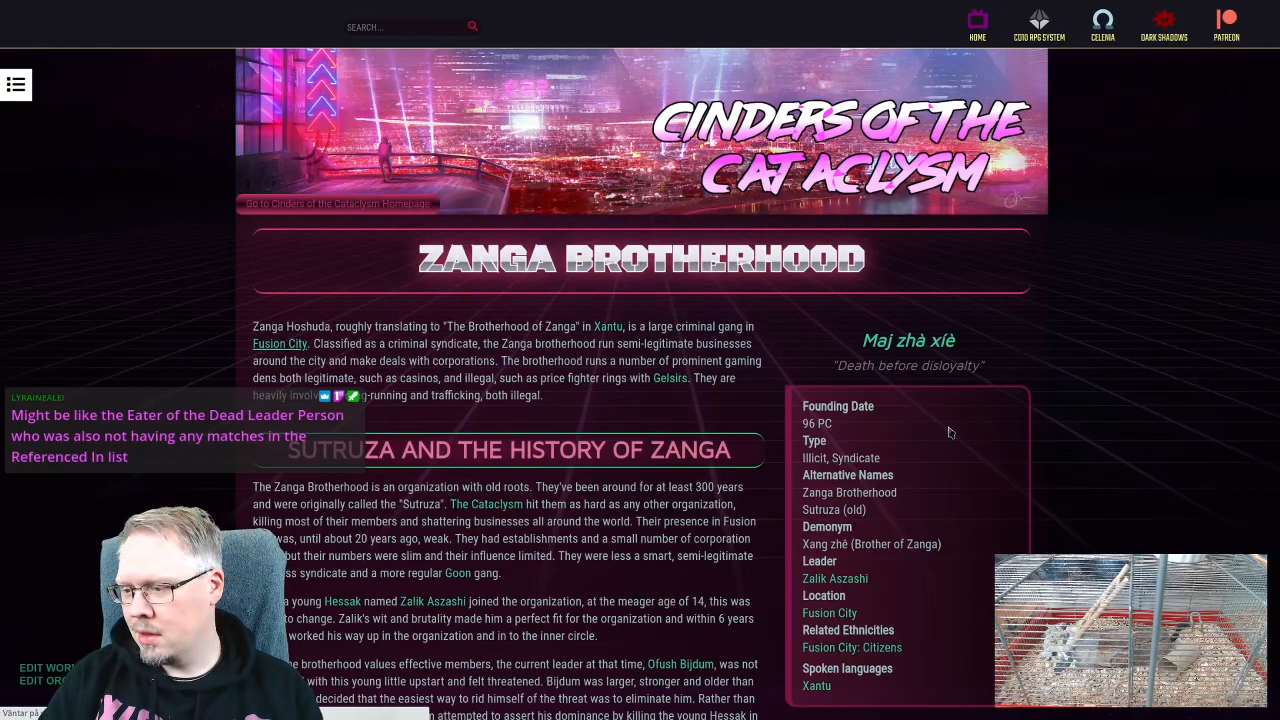 SEARCH...
HOME
C010 RPG SYSTEM
CELENIA
DARK SHADOWS
PATREON
CINDERS OF THE
CATACLYSM
Go to Cinders of the Cataclysm Homepage
ZANGA BROTHERHOOD
Zanga Hoshuda, roughly translating to "The Brotherhood of Zanga" in Xantu, is a large criminal gang in
Fusion City. Classified as a criminal syndicate, the Zanga brotherhood run semi-legitimate businesses
around the city and make deals with corporations. The brotherhood runs a number of prominent gaming
dens both legitimate, such as casinos, and illegal, such as price fighter rings with Gelsirs. They are
heavily g-running and trafficking, both illegal.
LYRAINEALEI
Might be like the Eater of the Dead Leader Person
who was also not having any matches in the
Referenced In list
SUTRUZA AND THE HISTORY OF ZANGA
The Zanga Brotherhood is an organization with old roots. They've been around for at least 300 years
and were originally called the "Sutruza". The Cataclysm hit them as hard as any other organization,
killing most of their members and shattering businesses all around the world. Their presence in Fusion
was, until about 20 years ago, weak. They had establishments and a small number of corporation
but their numbers were slim and their influence limited. They were less a smart, semi-legitimate
ss syndicate and a more regular Goon gang.
Hessak named Zalik Aszashi joined the organization, at the meager age of 14, this was
to change. Zalik's wit and brutality made him a perfect fit for the organization and within 6 years
worked his way up in the organization and in to the inner circle.
e brotherhood values effective members, the current leader at that time, Ofush Bijdum, was not
with this young little upstart and felt threatened. Bijdum was larger, stronger and older than
decided that the easiest way to rid himself of the threat was to eliminate him. Rather than
attempted to assert his dominance by killing the young Hessak in
Maj zhà xíè
"Death before disloyalty"
Founding Date
96 PC
Type
Illicit, Syndicate
Alternative Names
Zanga Brotherhood
Sutruza (old)
Demonym
Xang zhê (Brother of Zanga)
Leader
Zalik Aszashi
Location
Fusion City
Related Ethnicities
Fusion City: Citizens
Spoken languages
Xantu
EDIT WOR
EDIT OR
Väntar på